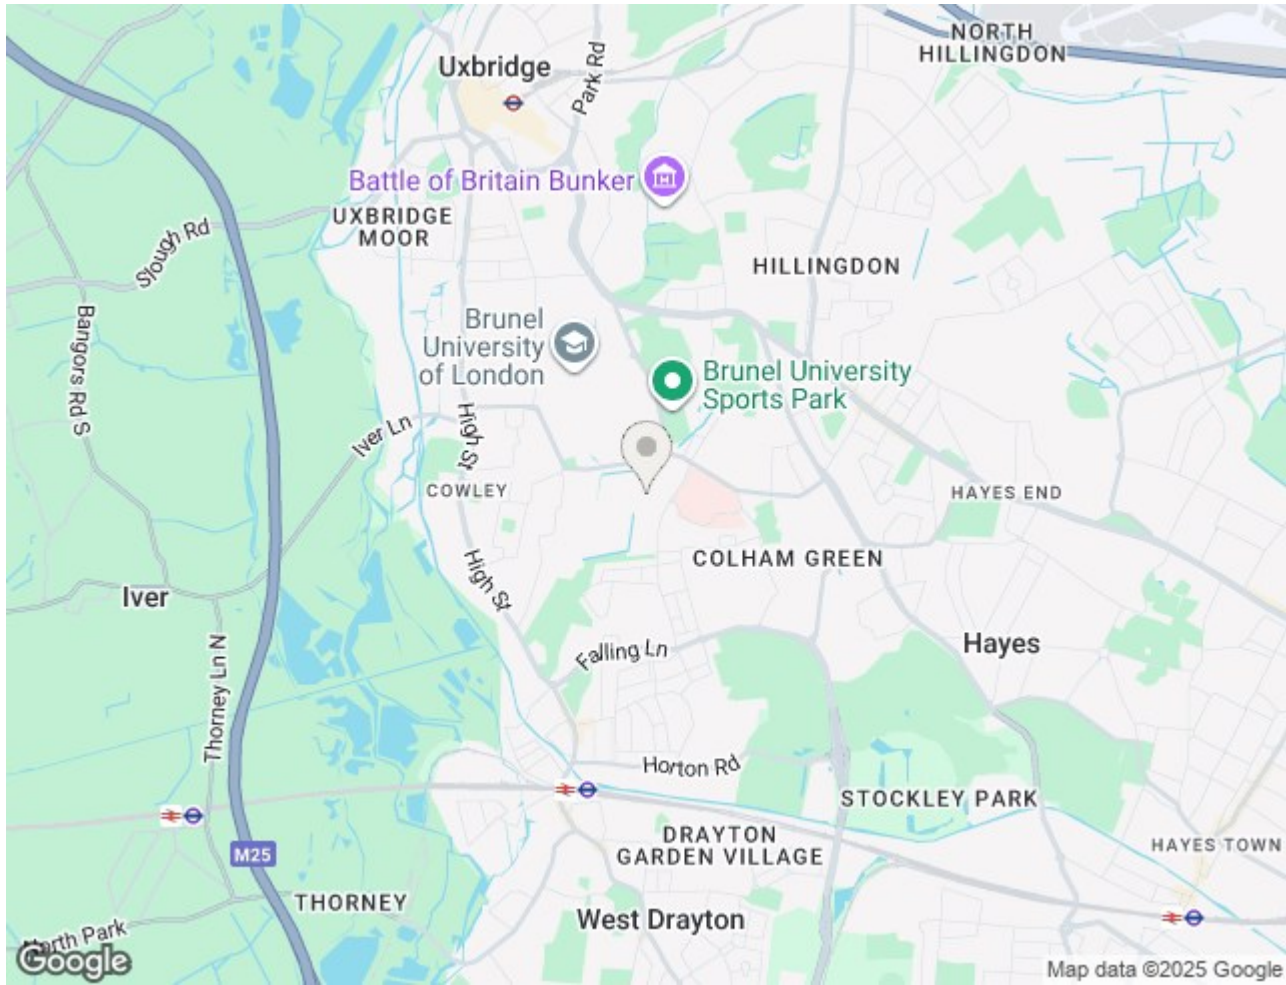 NORTH
HILLINGDON
Uxbridge
Park Rd
Battle of Britain Bunker
UXBRIDGE
MOOR
Slough Rd
HILLINGDON
Bangors Rd S
Brunel
University
of London
Brunel University
Sports Park
Iver Ln
High St
COWLEY
HAYES END
COLHAM GREEN
High St
Iver
Falling Ln
Hayes
Thorney Ln N
Horton Rd
STOCKLEY PARK
DRAYTON
GARDEN VILLAGE
M25
HAYES TOWN
THORNEY
West Drayton
North Park
Google
Map data ©2025 Google